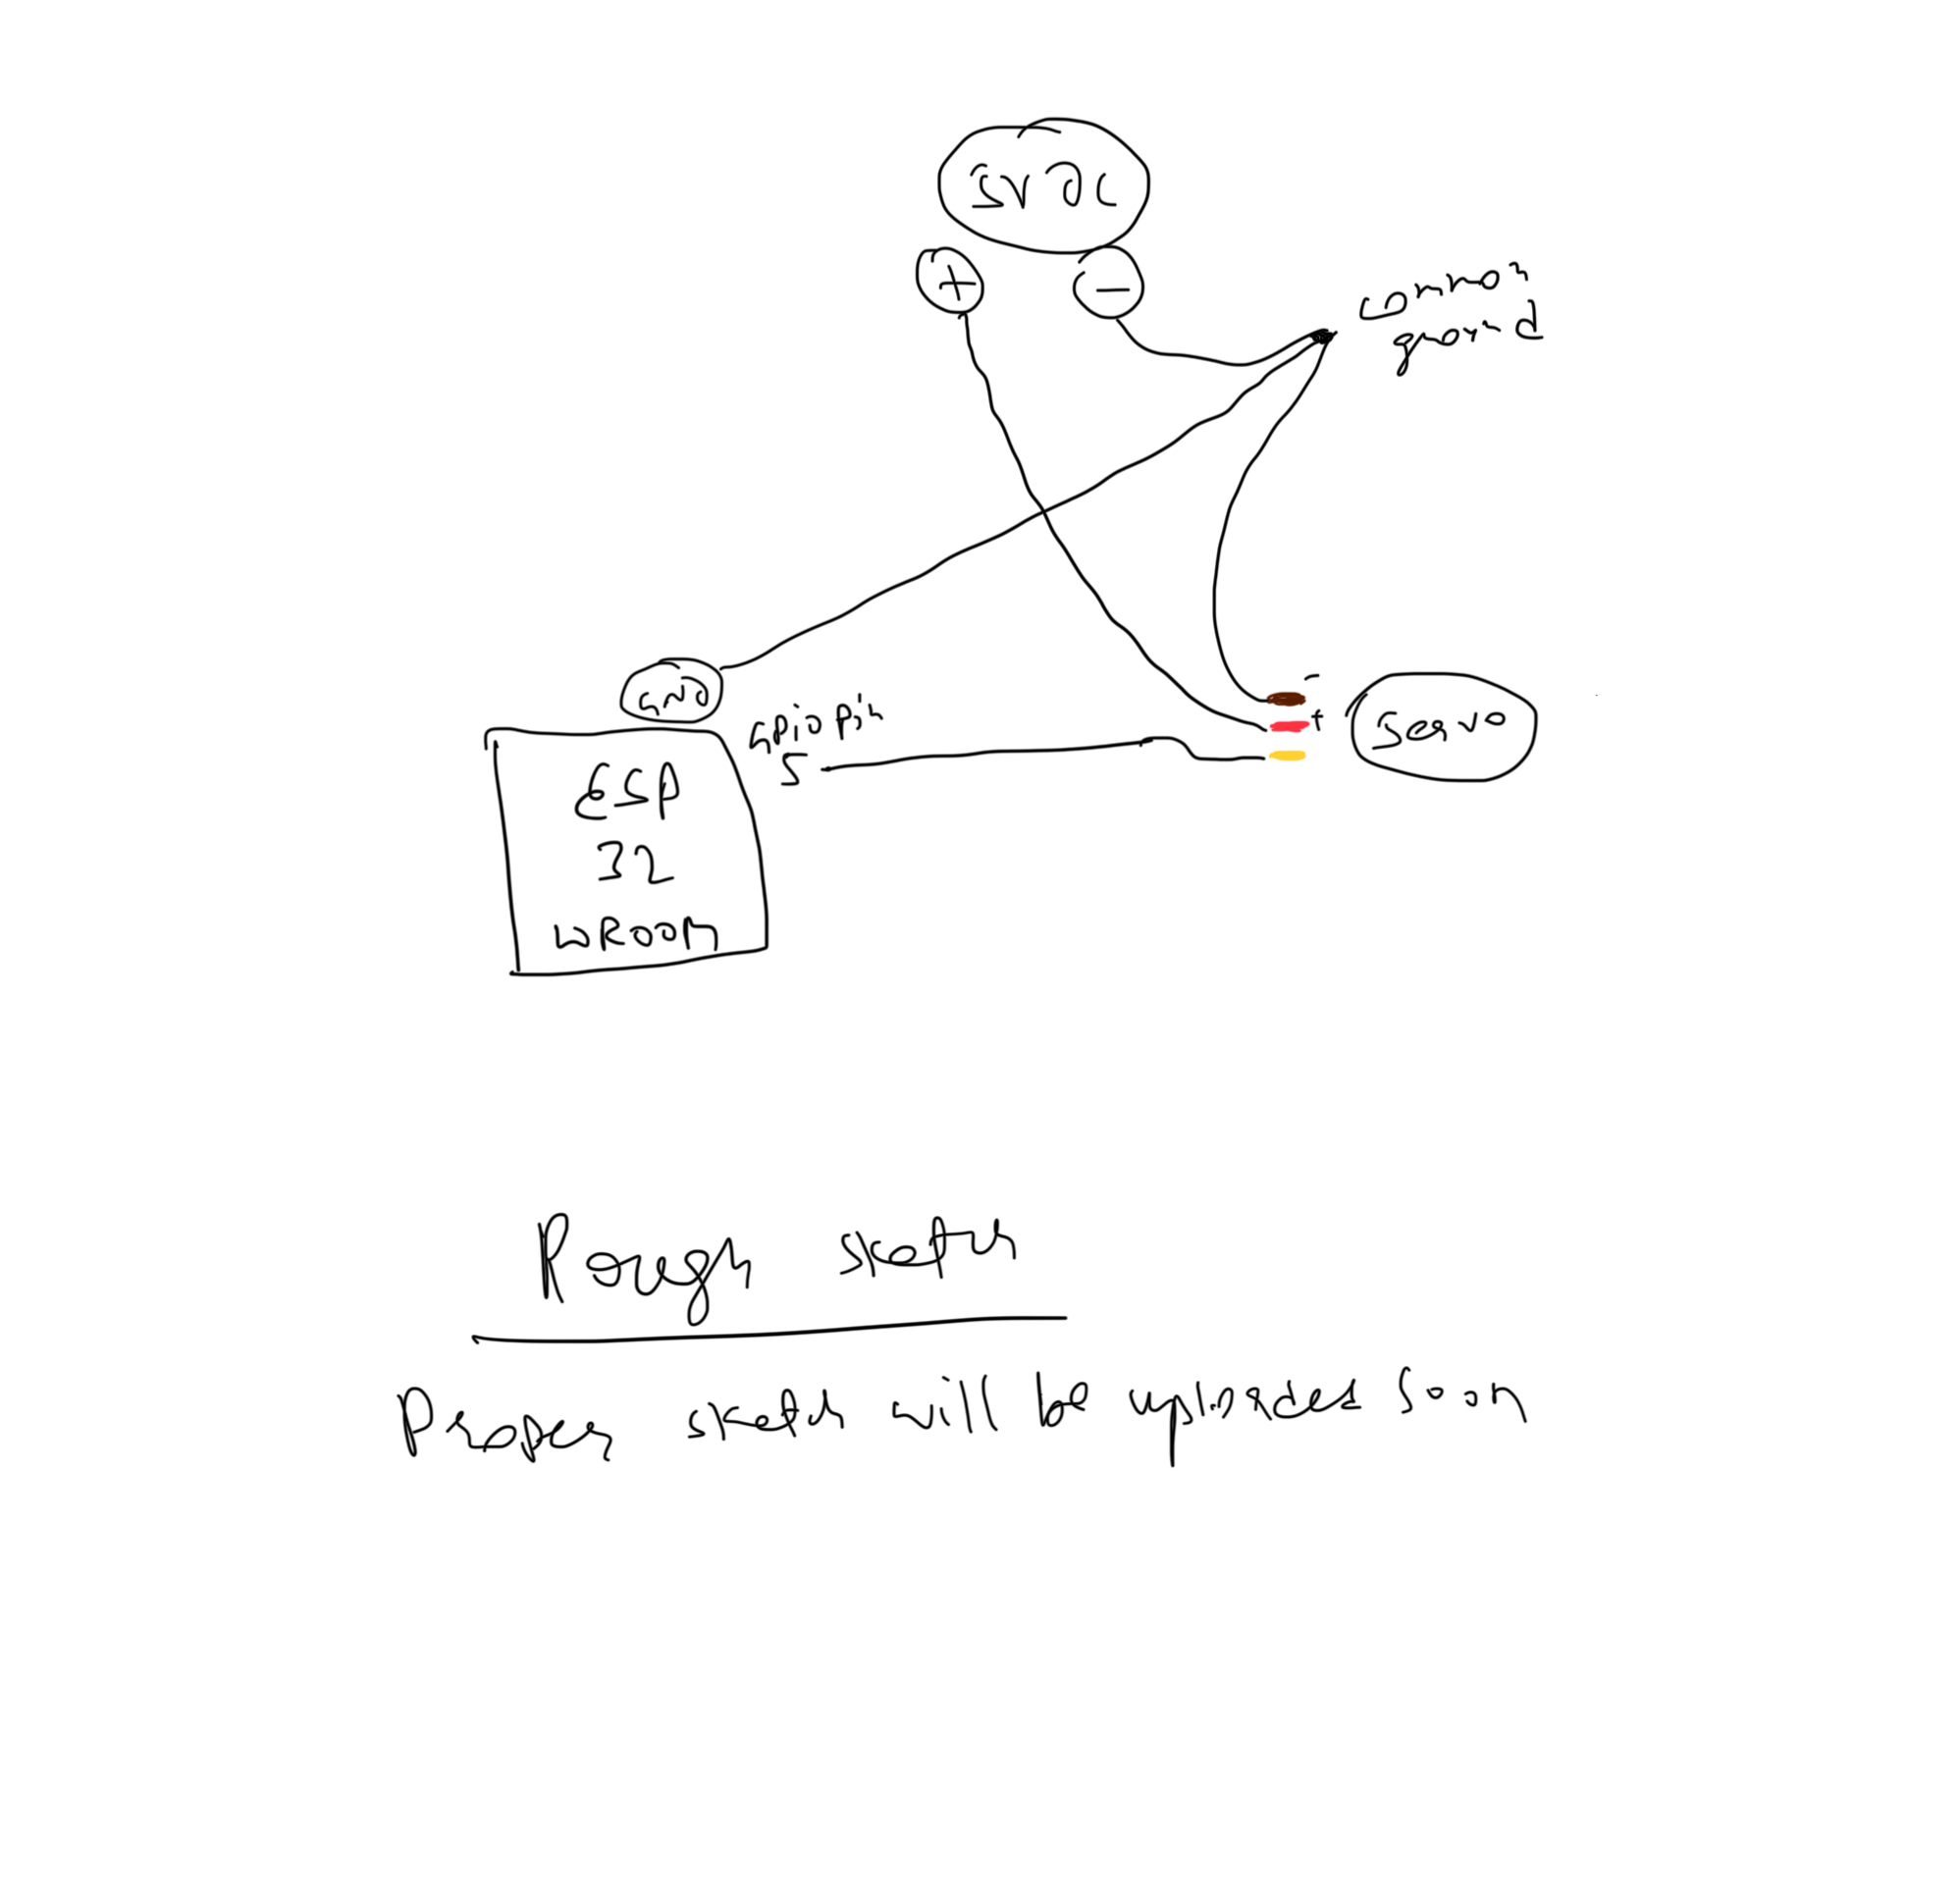 5V DC
+ −
common
ground
GND
GPIO Pin
5
ESP
32
WROOM
-
+
Servo
Rough sketch
Proper sketch will be uploaded soon